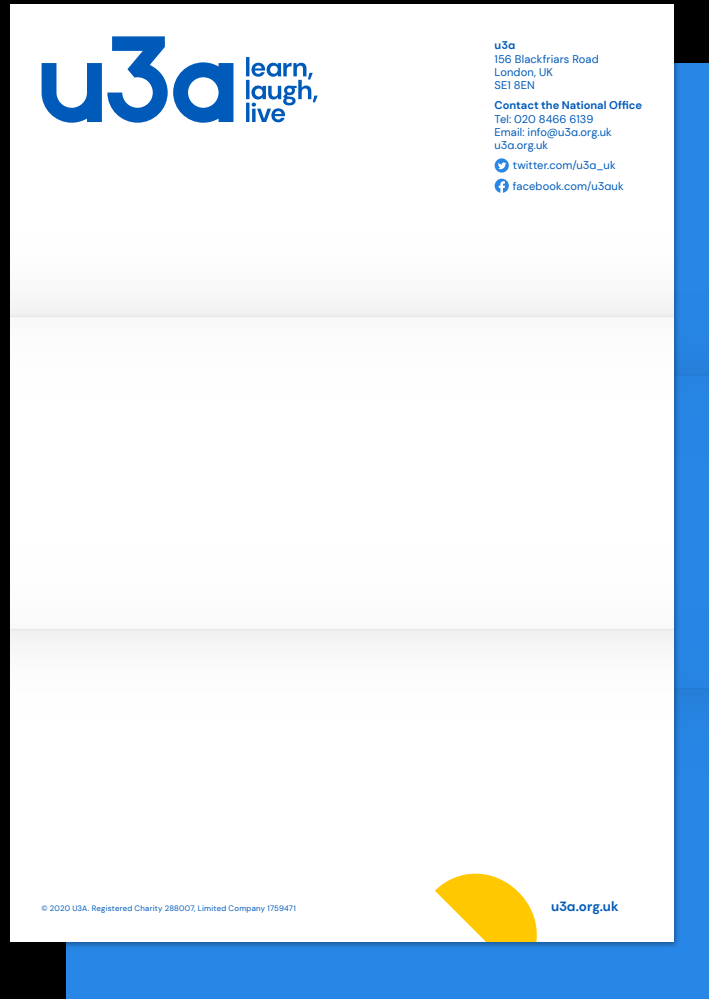 u3a
learn,
laugh,
live
u3a
156 Blackfriars Road
London, UK
SE1 8EN
Contact the National Office
Tel: 020 8466 6139
Email: info@u3a.org.uk
u3a.org.uk
twitter.com/u3a_uk
facebook.com/u3auk
© 2020 U3A. Registered Charity 288007, Limited Company 1759471
u3a.org.uk